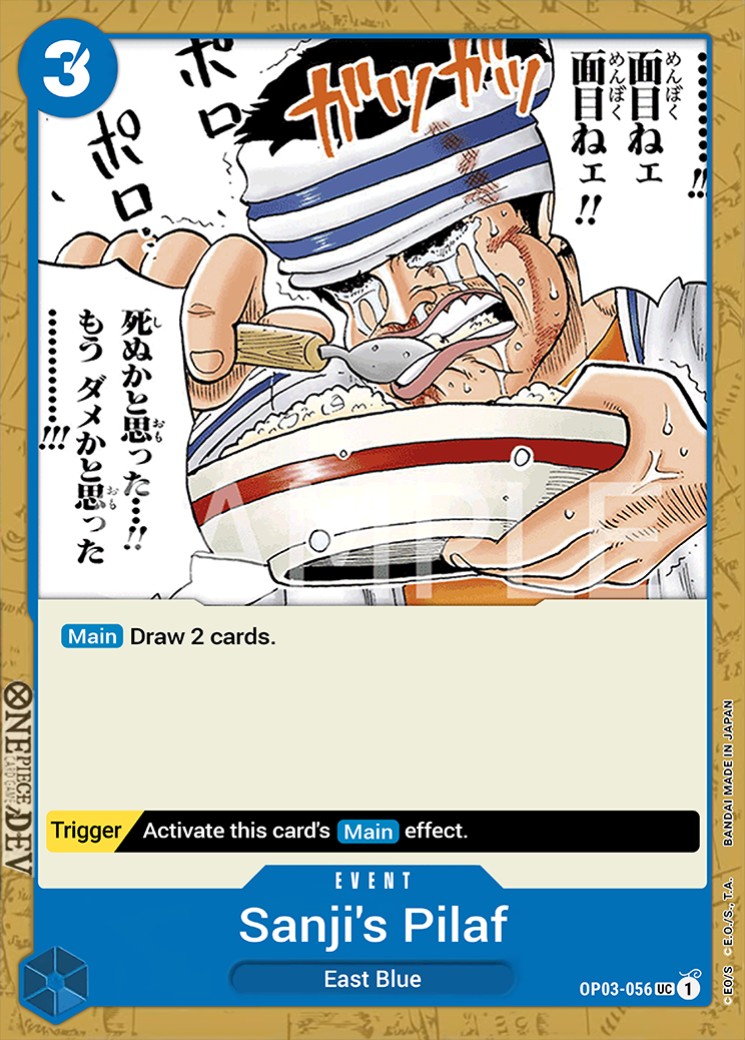 3
ポロ
ポロ
ガツガツ
…………!!
面目ねェ
面目ねェ!!
死ぬかと思った…!!
もうダメかと思った
…………!!!
SAMPLE
Main Draw 2 cards.
Trigger Activate this card's Main effect.
EVENT
Sanji's Pilaf
East Blue
OP03-056 UC 1
ONE PIECE
CARD GAME
DEV
©E.O/S ©E.O./S., T.A. BANDAI MADE IN JAPAN